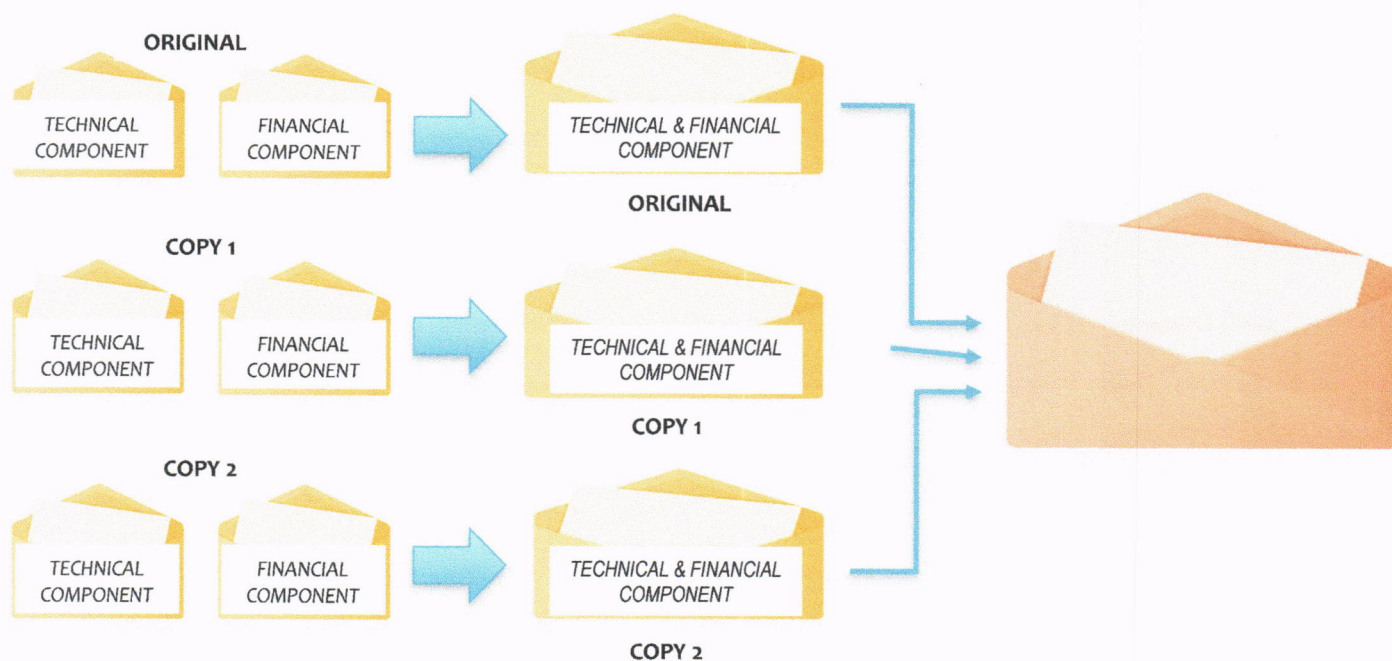 ORIGINAL
TECHNICAL
COMPONENT
FINANCIAL
COMPONENT
TECHNICAL & FINANCIAL
COMPONENT
ORIGINAL
COPY 1
TECHNICAL
COMPONENT
FINANCIAL
COMPONENT
TECHNICAL & FINANCIAL
COMPONENT
COPY 1
COPY 2
TECHNICAL
COMPONENT
FINANCIAL
COMPONENT
TECHNICAL & FINANCIAL
COMPONENT
COPY 2